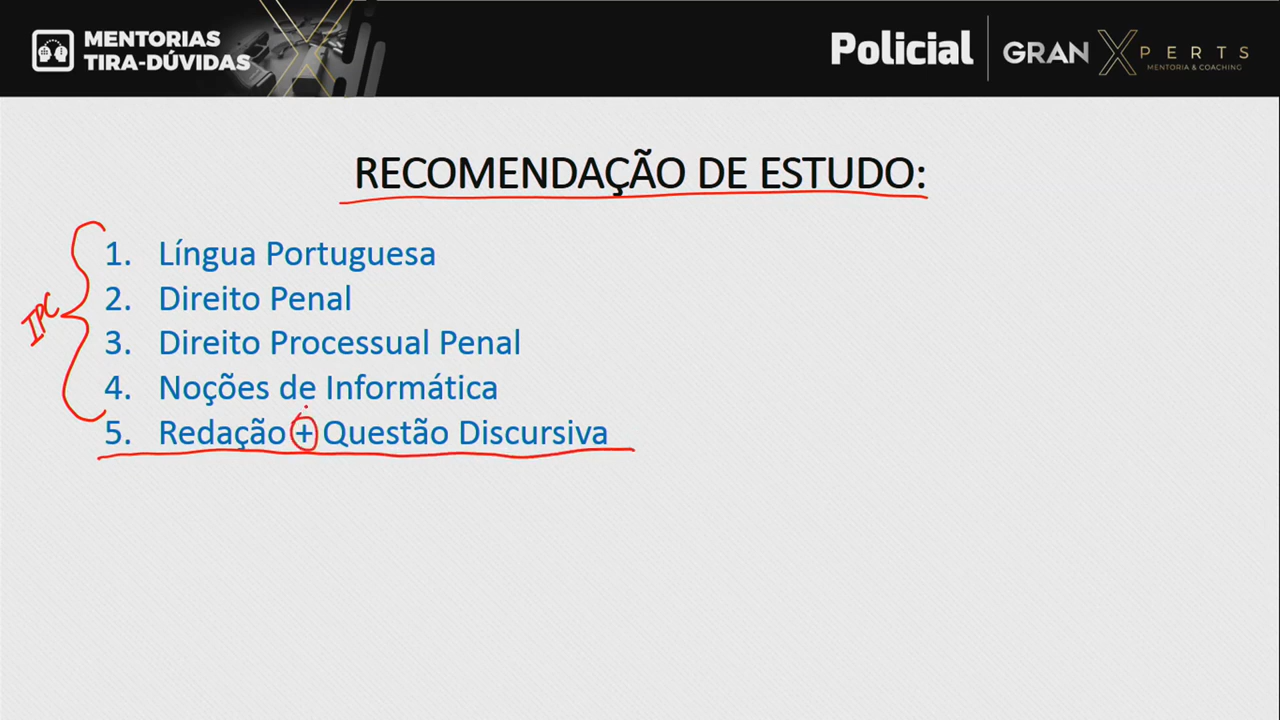 MENTORIAS
TIRA-DÚVIDAS
Policial
GRAN XPERTS
MENTORIA & COACHING
RECOMENDAÇÃO DE ESTUDO:
1. Língua Portuguesa
2. Direito Penal
3. Direito Processual Penal
4. Noções de Informática
5. Redação + Questão Discursiva
IPC